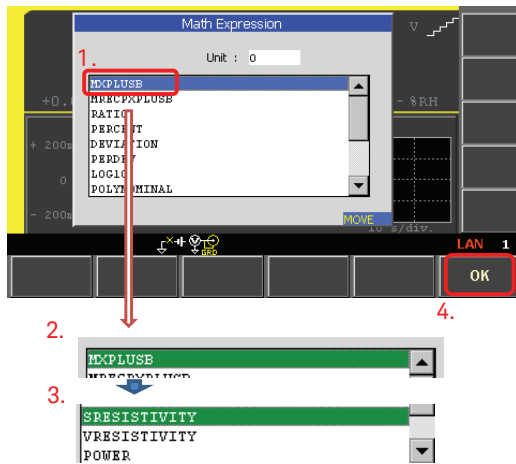 Math Expression
V
Unit : 0
1.
MXPLUSB
MRECPXPLUSB
RATIO
PERCENT
DEVIATION
PERDEV
LOG10
POLYNOMINAL
+0.
- %RH
+ 200m
0
- 200m
MOVE
10 s/div.
GRD
LAN 1
OK
4.
2.
MXPLUSB
MRECPXPLUSB
3.
SRESISTIVITY
VRESISTIVITY
POWER